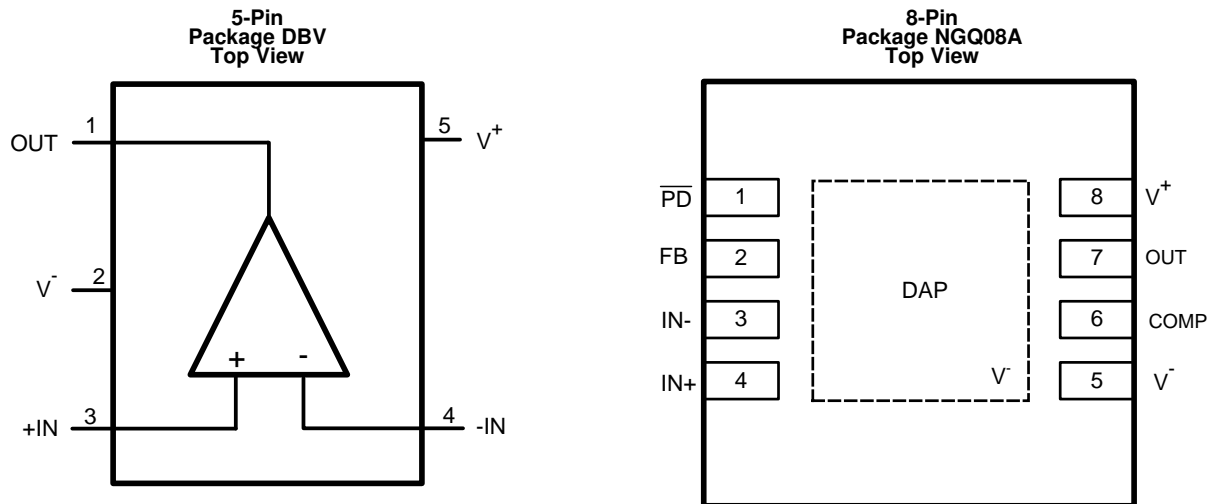 5-Pin
Package DBV
Top View
OUT 1
5 V+
V- 2
+ -
+IN 3
4 -IN
8-Pin
Package NGQ08A
Top View
PD 1
8 V+
FB 2
7 OUT
DAP
IN- 3
6 COMP
IN+ 4
V-
5 V-